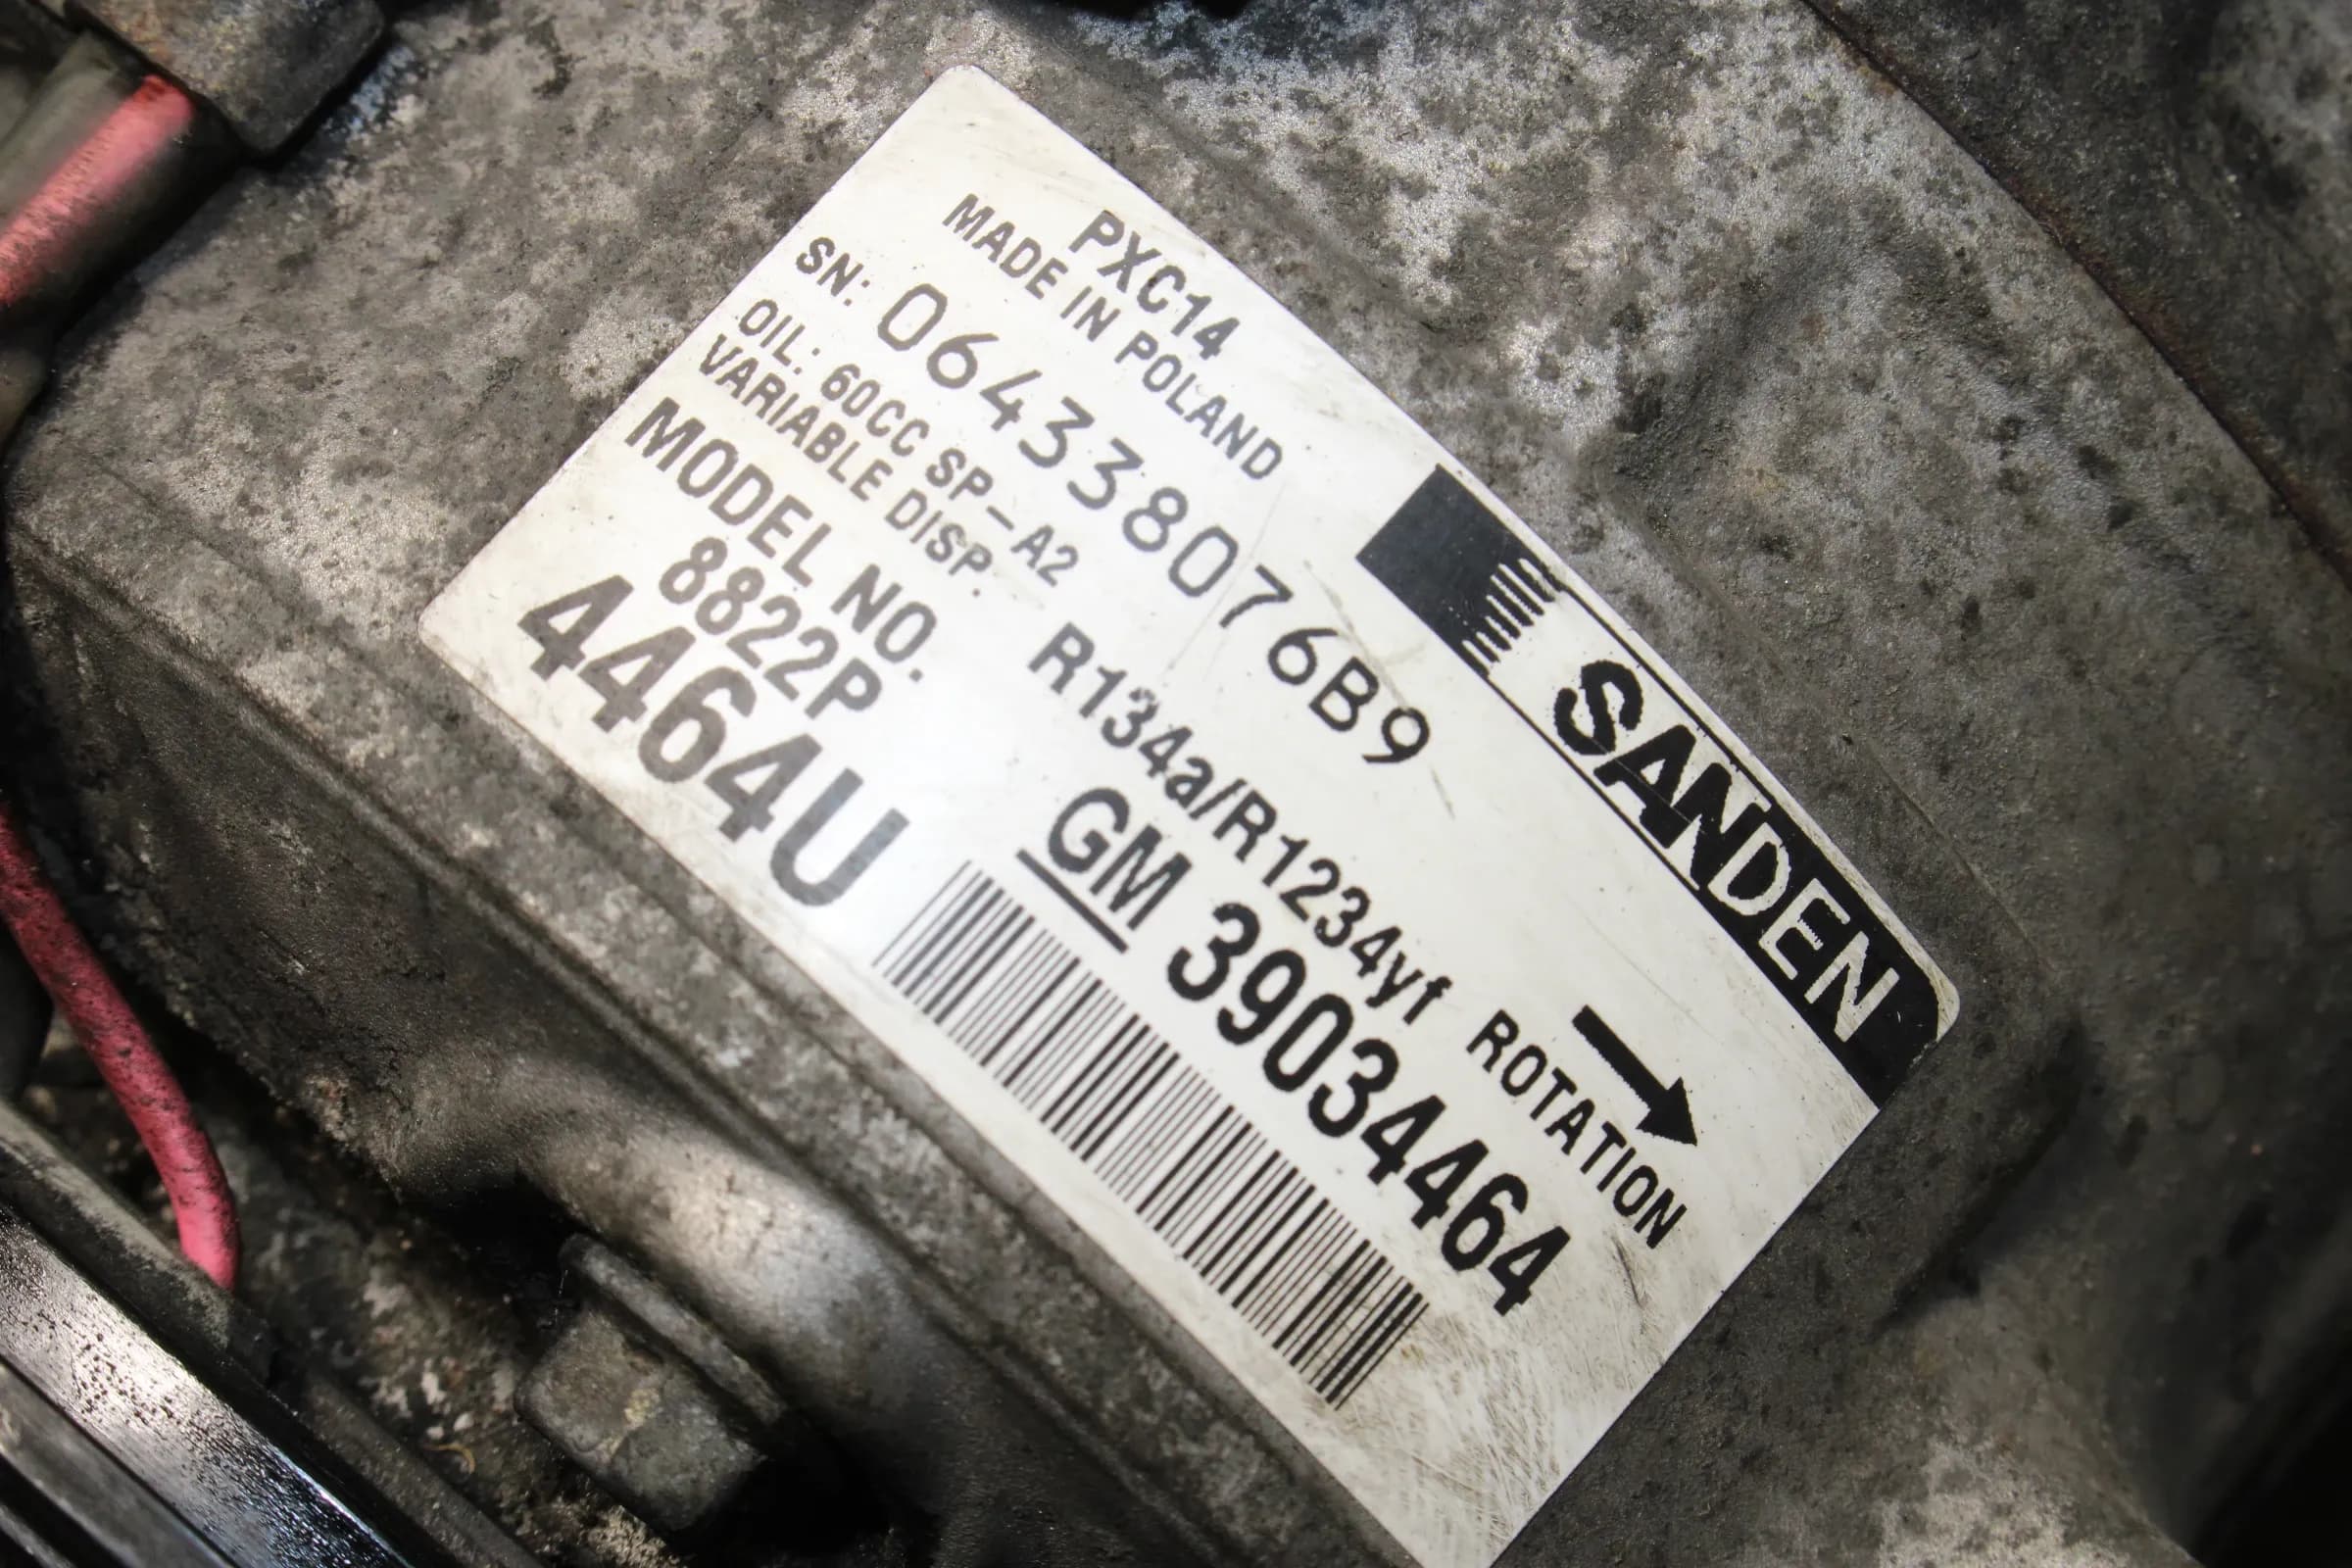 SANDEN
PXC14
MADE IN POLAND
SN: 064338076B9
OIL: 60CC SP-A2
VARIABLE DISP.
R134a/R1234yf
ROTATION
MODEL NO.
8822P
4464U
GM 39034464